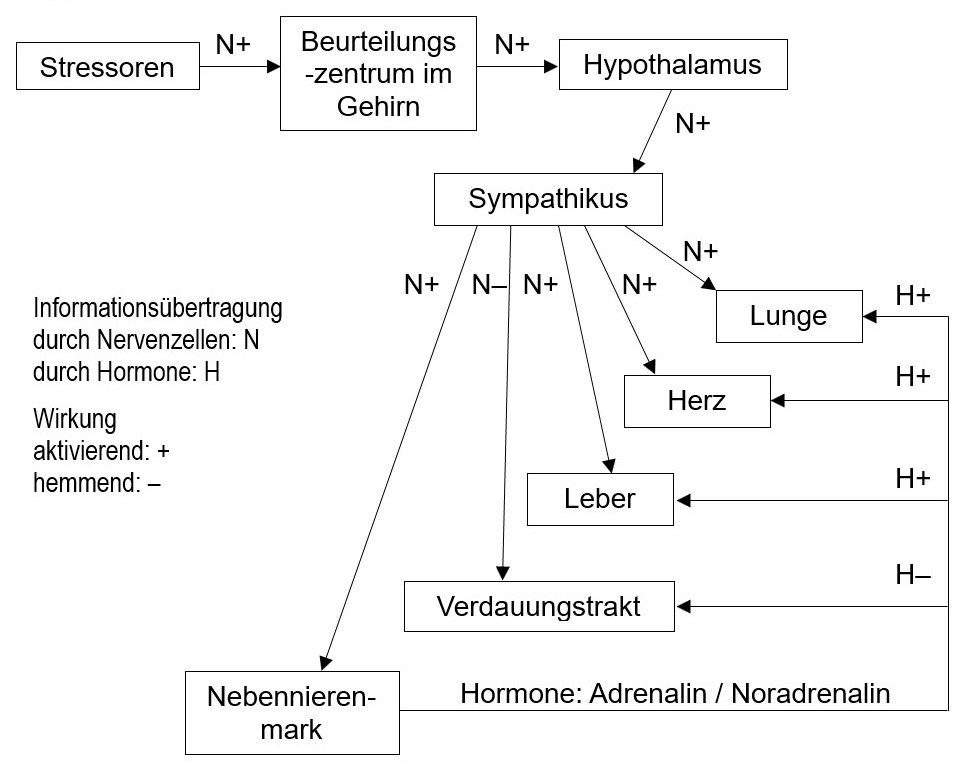 Stressoren
N+
Beurteilungs
-zentrum im
Gehirn
N+
Hypothalamus
N+
Sympathikus
N+
N–
N+
N+
N+
Lunge
H+
Herz
H+
Leber
H+
Verdauungstrakt
H–
Nebennieren-
mark
Hormone: Adrenalin / Noradrenalin
Informationsübertragung
durch Nervenzellen: N
durch Hormone: H
Wirkung
aktivierend: +
hemmend: –